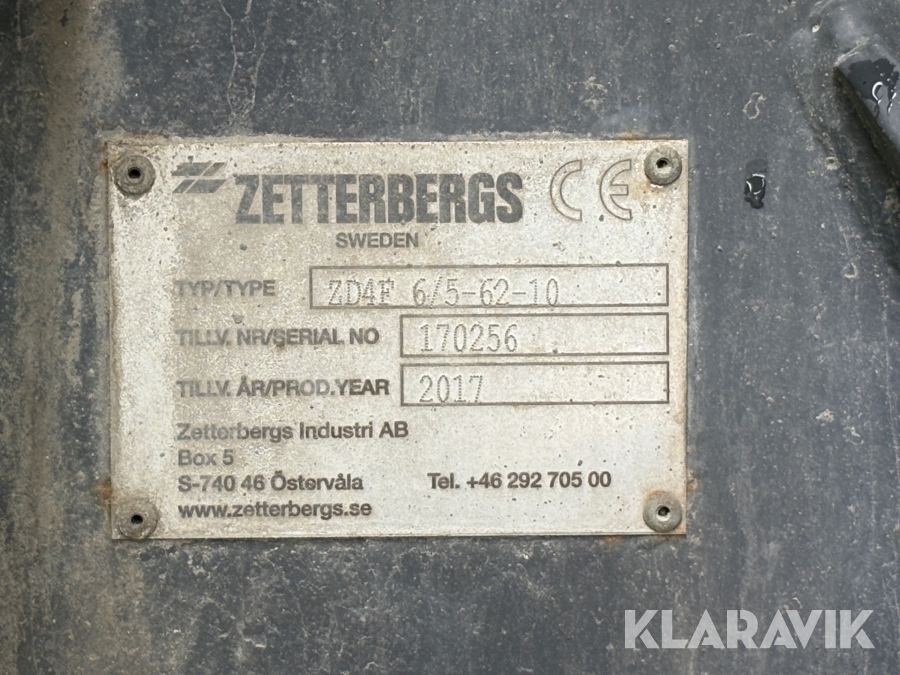 ZETTERBERGS CE
SWEDEN
TYP/TYPE ZD4F 6/5-62-10
TILLV. NR/SERIAL NO 170256
TILLV. ÅR/PROD.YEAR 2017
Zetterbergs Industri AB
Box 5
S-740 46 Östervåla Tel. +46 292 705 00
www.zetterbergs.se
KLARAVIK